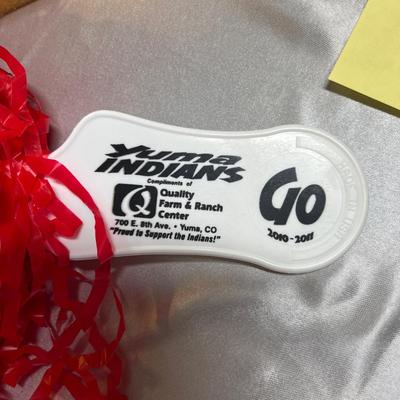 Yuma
INDIANS
Compliments of
Q Quality
Farm & Ranch
Center
700 E. 8th Ave. • Yuma, CO
"Proud to Support the Indians!"
GO
2010-2011